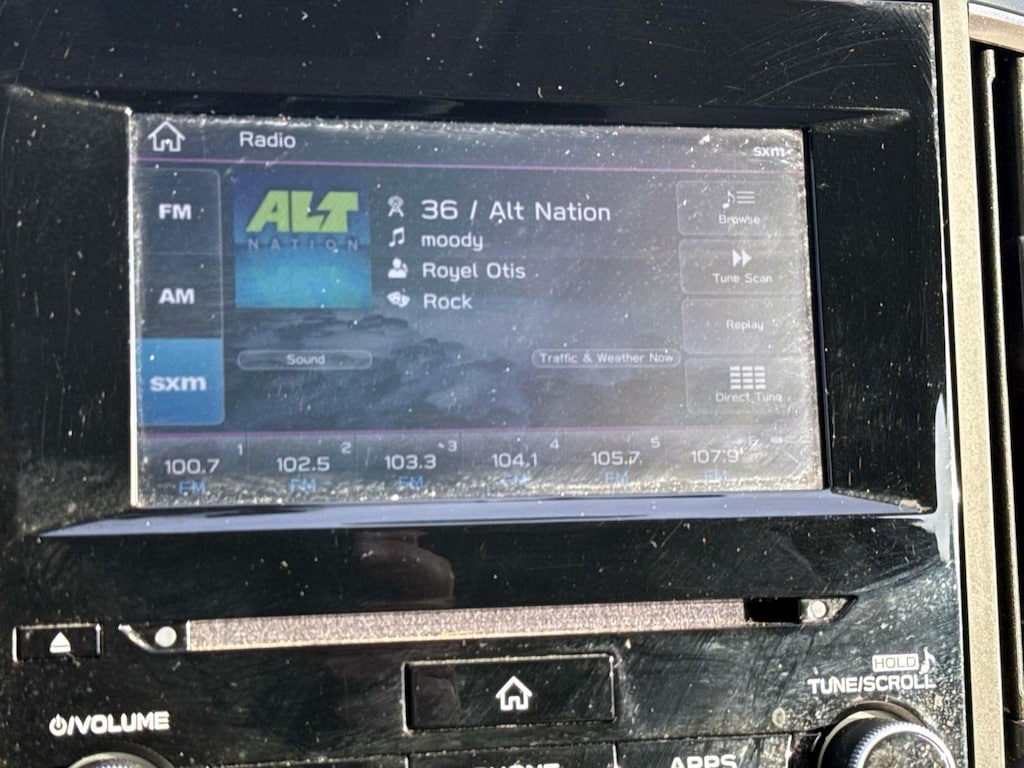 Radio
sxm
FM
AM
sxm
ALT
NATION
36 / Alt Nation
moody
Royel Otis
Rock
Browse
Tune Scan
Replay
Direct Tune
Sound
Traffic & Weather Now
1
2
3
4
5
6
100.7
102.5
103.3
104.1
105.7
107.9
FM
FM
FM
FM
FM
FM
HOLD
TUNE/SCROLL
/VOLUME
PHONE
APPS